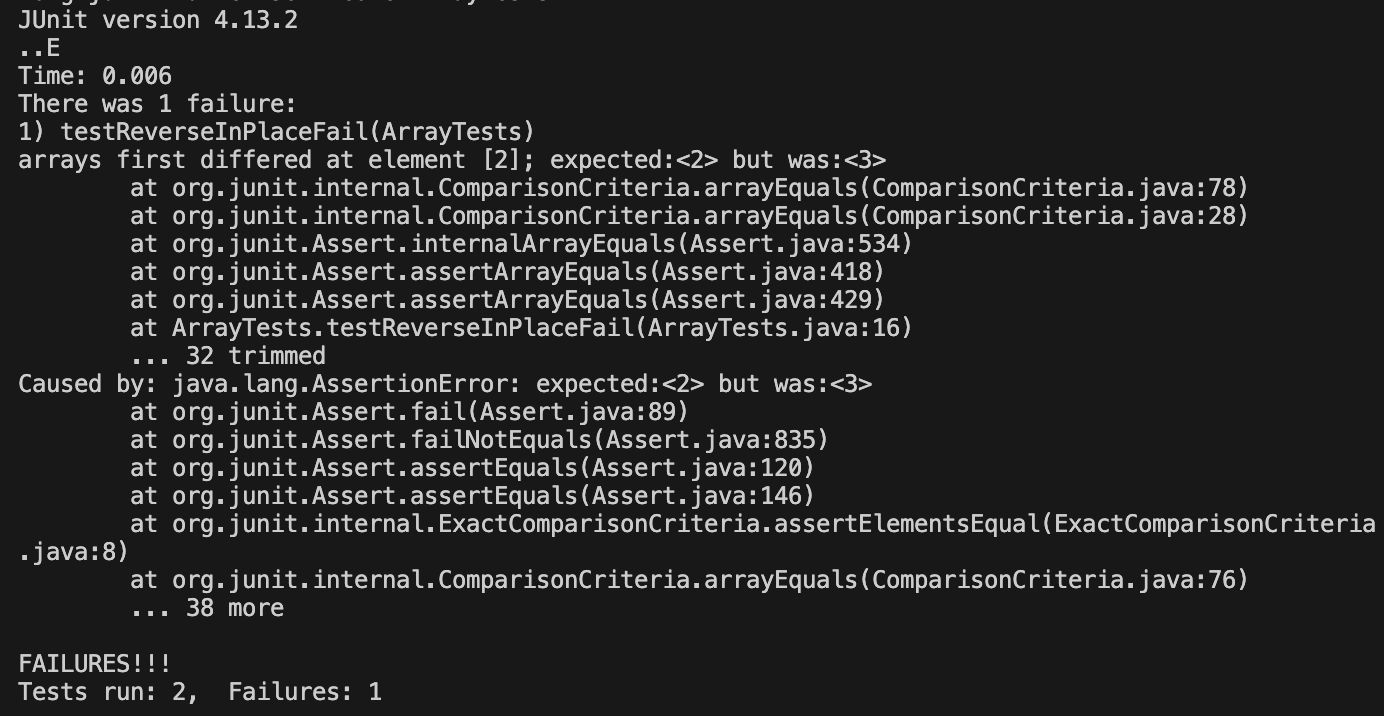 JUnit version 4.13.2
..E
Time: 0.006
There was 1 failure:
1) testReverseInPlaceFail(ArrayTests)
arrays first differed at element [2]; expected:<2> but was:<3>
        at org.junit.internal.ComparisonCriteria.arrayEquals(ComparisonCriteria.java:78)
        at org.junit.internal.ComparisonCriteria.arrayEquals(ComparisonCriteria.java:28)
        at org.junit.Assert.internalArrayEquals(Assert.java:534)
        at org.junit.Assert.assertArrayEquals(Assert.java:418)
        at org.junit.Assert.assertArrayEquals(Assert.java:429)
        at ArrayTests.testReverseInPlaceFail(ArrayTests.java:16)
        ... 32 trimmed
Caused by: java.lang.AssertionError: expected:<2> but was:<3>
        at org.junit.Assert.fail(Assert.java:89)
        at org.junit.Assert.failNotEquals(Assert.java:835)
        at org.junit.Assert.assertEquals(Assert.java:120)
        at org.junit.Assert.assertEquals(Assert.java:146)
        at org.junit.internal.ExactComparisonCriteria.assertElementsEqual(ExactComparisonCriteria
.java:8)
        at org.junit.internal.ComparisonCriteria.arrayEquals(ComparisonCriteria.java:76)
        ... 38 more

FAILURES!!!
Tests run: 2,  Failures: 1